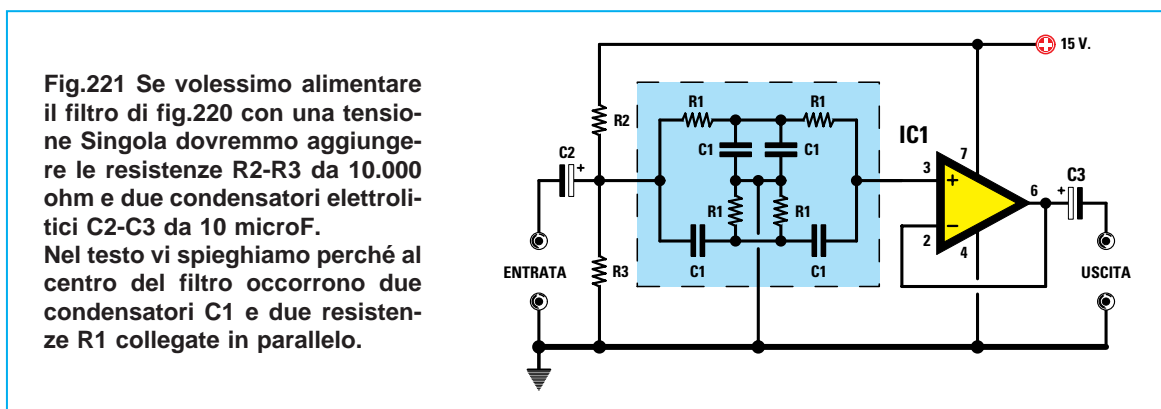 Fig.221 Se volessimo alimentare
il filtro di fig.220 con una tensio-
ne Singola dovremmo aggiunge-
re le resistenze R2-R3 da 10.000
ohm e due condensatori elettroli-
tici C2-C3 da 10 microF.
Nel testo vi spieghiamo perché al
centro del filtro occorrono due
condensatori C1 e due resisten-
ze R1 collegate in parallelo.
15 V.
R1 R1
R2
IC1
C2 +
C1 C1
3 + 7
6 + C3
R1 R1
2 − 4
ENTRATA
R3
C1 C1
USCITA